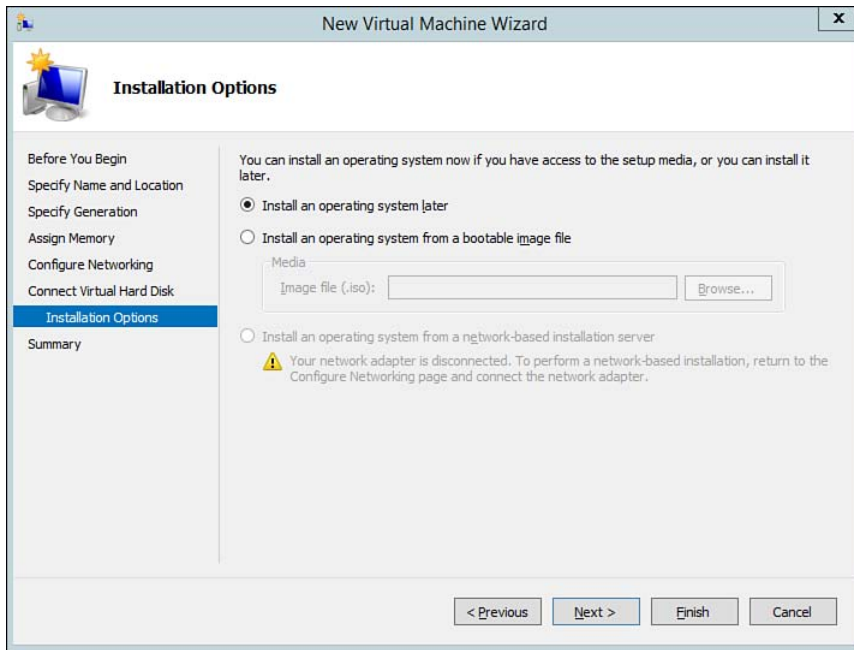 New Virtual Machine Wizard
x
Installation Options
Before You Begin
Specify Name and Location
Specify Generation
Assign Memory
Configure Networking
Connect Virtual Hard Disk
Installation Options
Summary
You can install an operating system now if you have access to the setup media, or you can install it
later.
Install an operating system later
Install an operating system from a bootable image file
Media
Image file (.iso):
Browse...
Install an operating system from a network-based installation server
Your network adapter is disconnected. To perform a network-based installation, return to the
Configure Networking page and connect the network adapter.
< Previous
Next >
Finish
Cancel